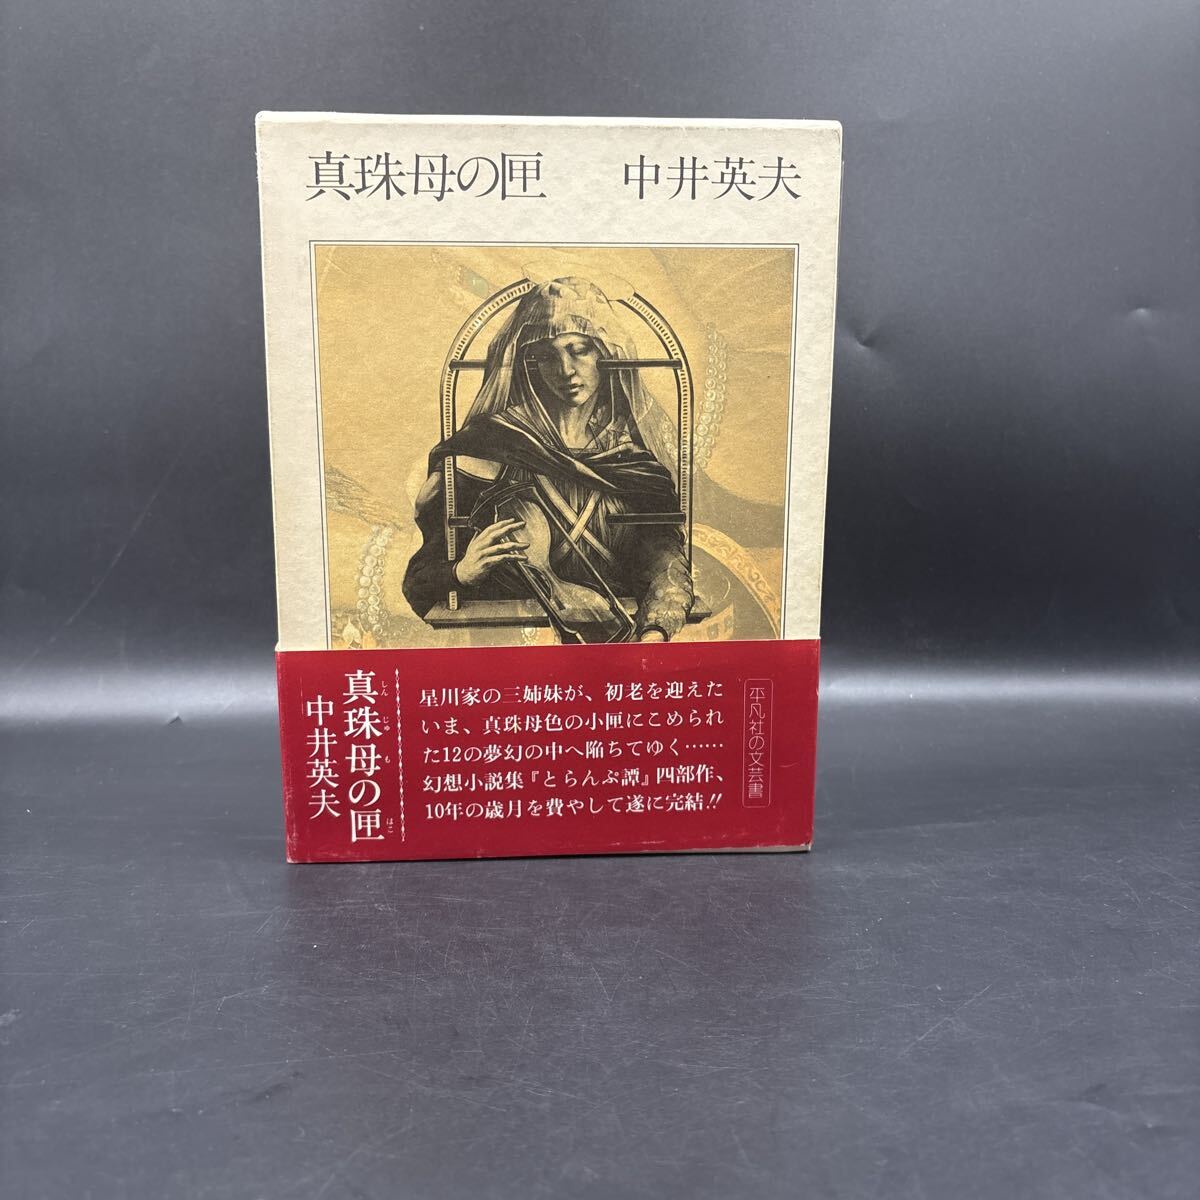 真珠母の匣　中井英夫
真珠母の匣
しんじゅもはこ
中井英夫
星川家の三姉妹が、初老を迎えた
いま、真珠母色の小匣にこめられ
た12の夢幻の中へ陥ちてゆく……
幻想小説集『とらんぷ譚』四部作、
10年の歳月を費やして遂に完結!!
平凡社の文芸書